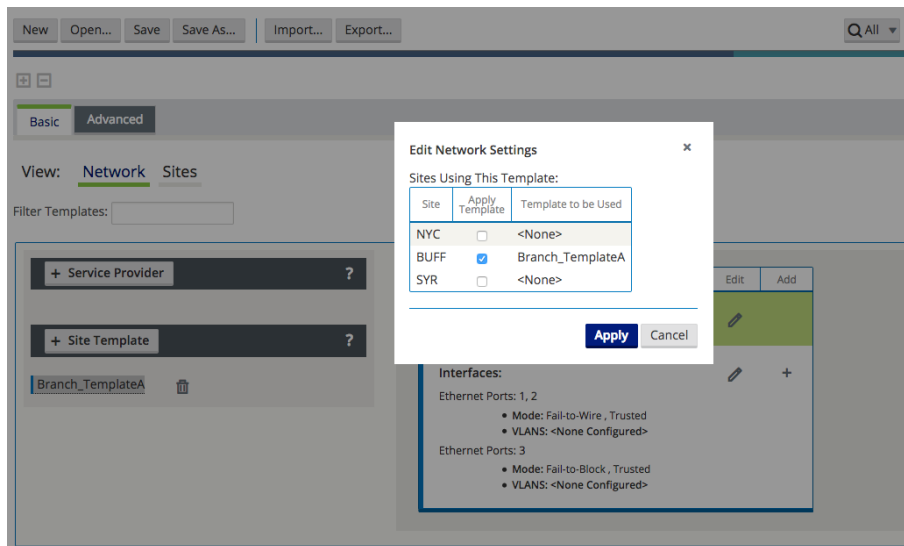 New Open... Save Save As... Import... Export... All
Basic Advanced
View: Network Sites
Filter Templates:
+ Service Provider ?
+ Site Template ?
Branch_TemplateA
Edit Network Settings ×
Sites Using This Template:
Site Apply Template Template to be Used
NYC <None>
BUFF Branch_TemplateA
SYR <None>
Apply Cancel
Edit Add
Interfaces: +
Ethernet Ports: 1, 2
• Mode: Fail-to-Wire , Trusted
• VLANS: <None Configured>
Ethernet Ports: 3
• Mode: Fail-to-Block , Trusted
• VLANS: <None Configured>